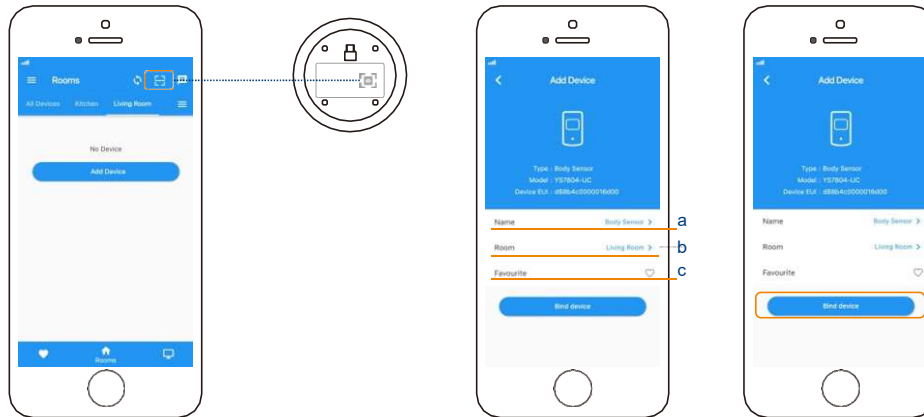 Rooms
All Devices Kitchen Living Room
No Device
Add Device
Rooms
Add Device
Type : Body Sensor
Model : YS7804-UC
Device EUI : d88b4c0000016d00
Name Body Sensor >
a
Room Living Room >
b
Favourite
c
Bind device
Add Device
Type : Body Sensor
Model : YS7804-UC
Device EUI : d88b4c0000016d00
Name Body Sensor >
Room Living Room >
Favourite
Bind device